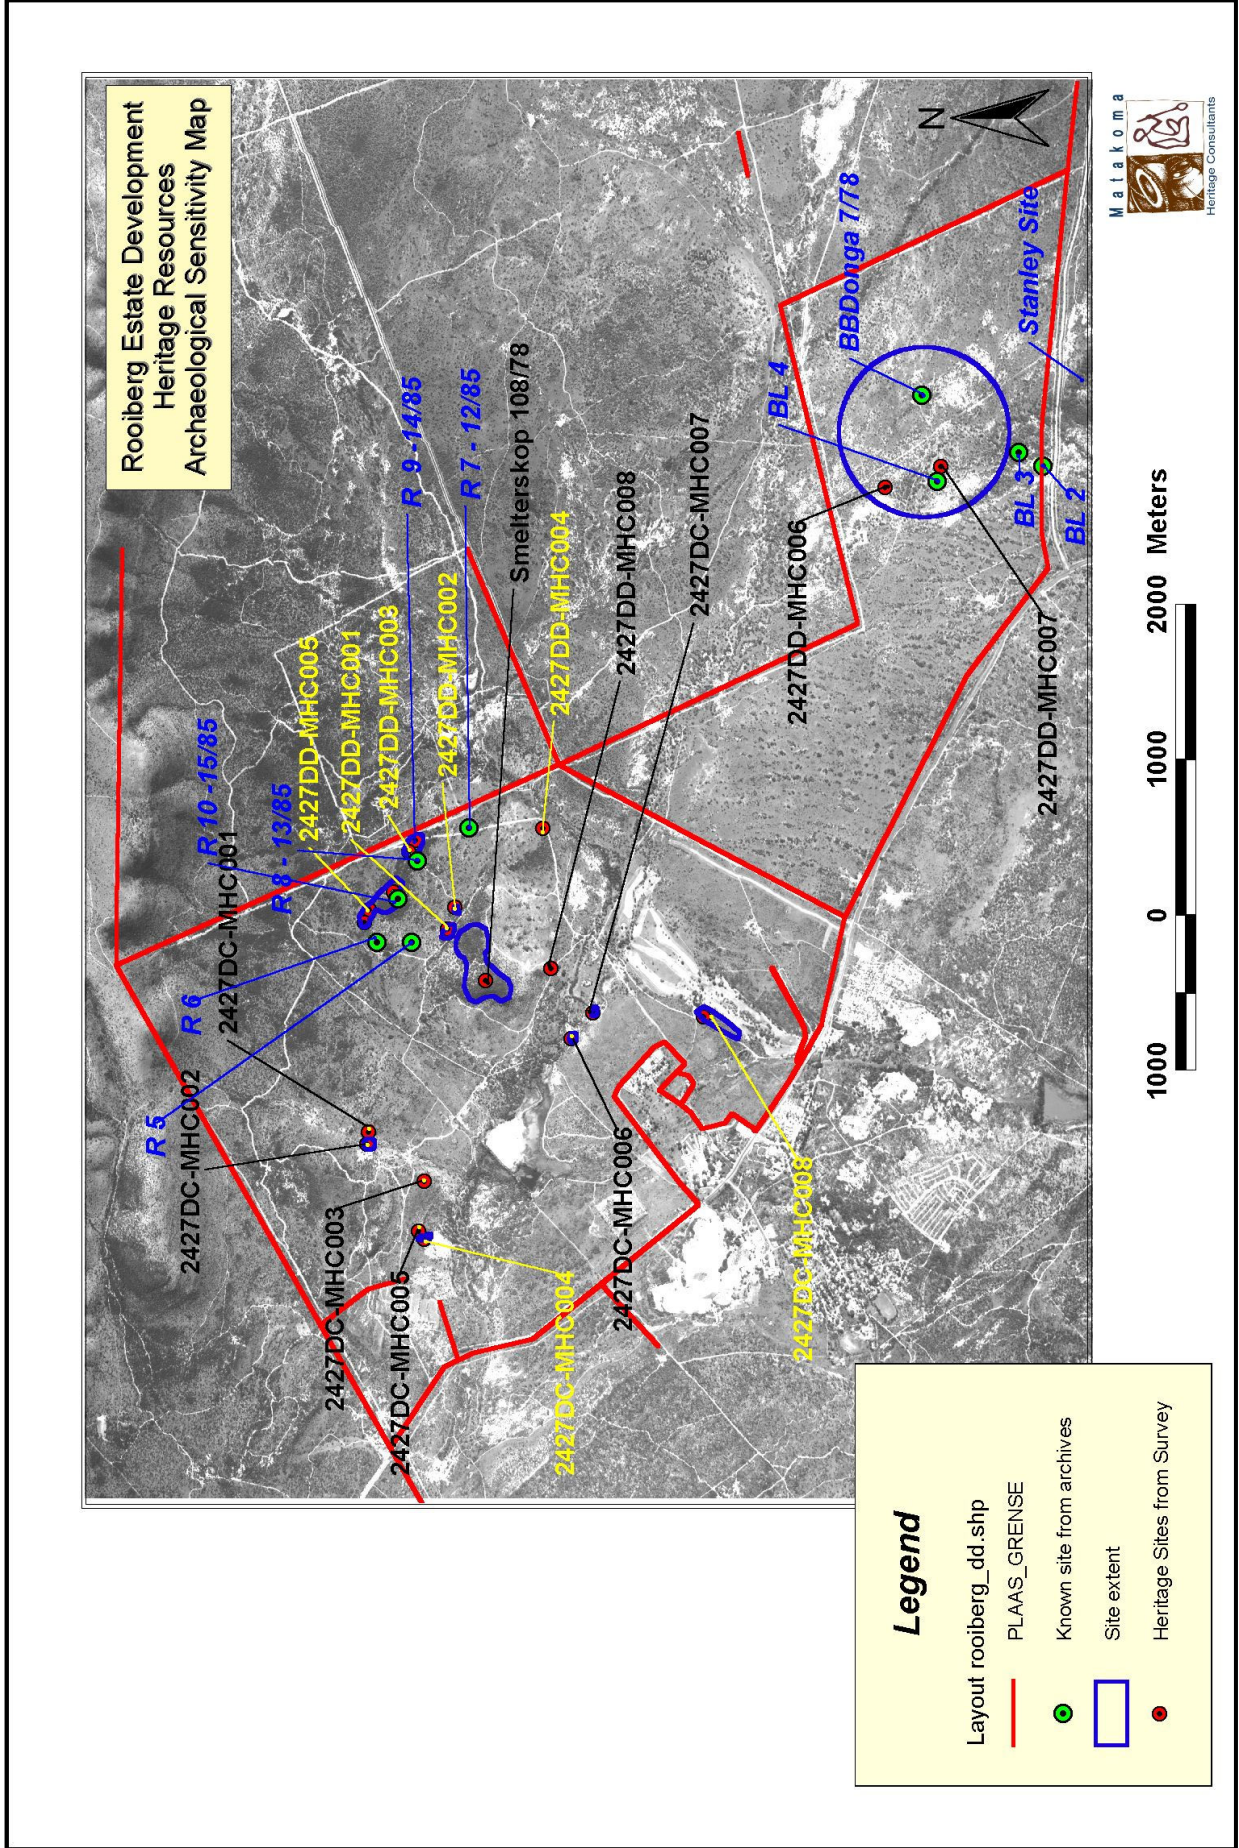 Rooiberg Estate Development
Heritage Resources
Archaeological Sensitivity Map
R 10 -15/85
2427DC-MHC001
R 8 - 13/85
2427DD-MHC005
2427DD-MHC001
2427DD-MHC003
R 9 -14/85
2427DD-MHC002
R 7 - 12/85
Smelterskop 108/78
2427DD-MHC004
2427DD-MHC008
2427DC-MHC007
R 6
R 5
2427DC-MHC002
2427DC-MHC003
2427DC-MHC005
2427DC-MHC004
2427DC-MHC006
2427DC-MHC008
BL 4
BBDonga 7/78
2427DD-MHC006
N
Stanley Site
BL 3
BL 2
2427DD-MHC007
Legend
Layout rooiberg_dd.shp
PLAAS_GRENSE
Known site from archives
Site extent
Heritage Sites from Survey
1000 0 1000 2000 Meters
Matakoma
Heritage Consultants